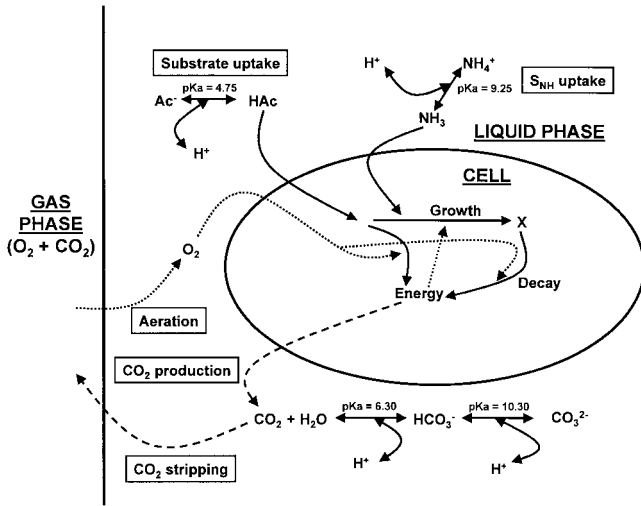 Substrate uptake
pKa = 4.75
Ac⁻
HAc
H⁺
H⁺
NH₄⁺
pKa = 9.25
S_NH uptake
NH₃
LIQUID PHASE
CELL
GAS
PHASE
(O₂ + CO₂)
Growth
X
O₂
Energy
Decay
Aeration
CO₂ production
CO₂ + H₂O
pKa = 6.30
HCO₃⁻
pKa = 10.30
CO₃²⁻
H⁺
H⁺
CO₂ stripping